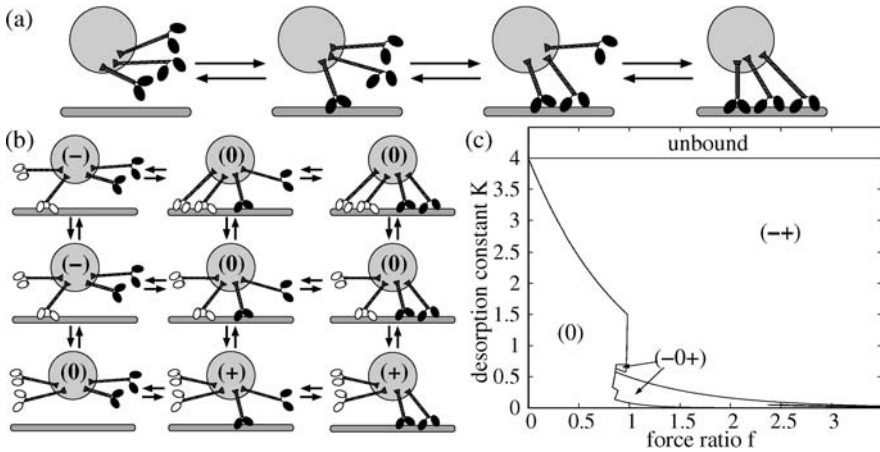 (a)
(b)
(−) (0) (0)
(−) (0) (0)
(0) (+) (+)
(c)
unbound
(−+)
(0)
(−0+)
desorption constant K
4
3.5
3
2.5
2
1.5
1
0.5
0
0 0.5 1 1.5 2 2.5 3
force ratio f